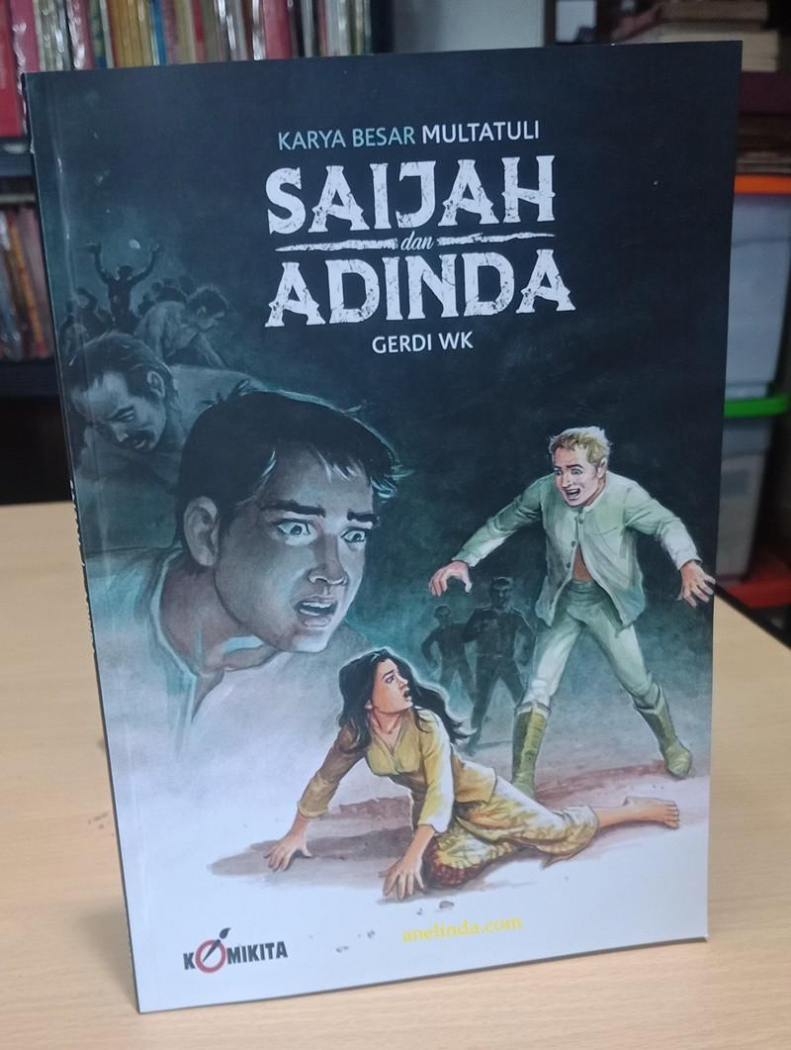 KARYA BESAR MULTATULI
SAIJAH
dan
ADINDA
GERDI WK
KOMIKITA
anelinda.com